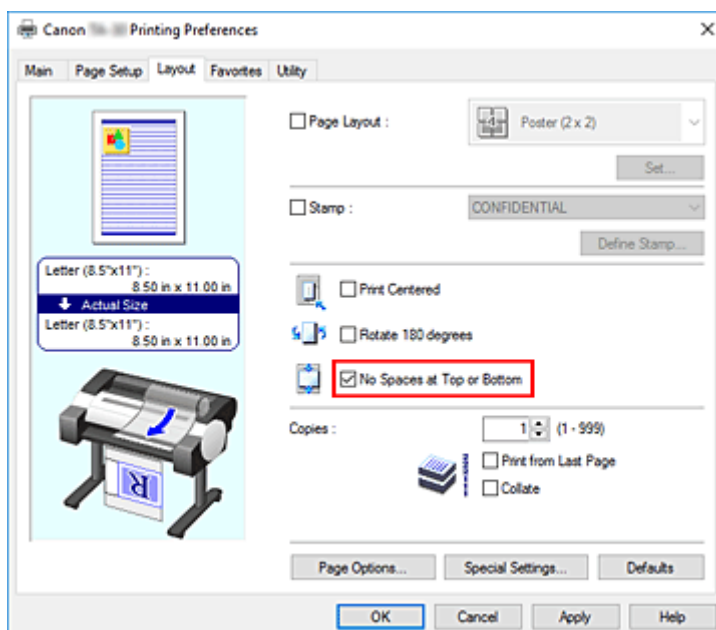 Canon Printing Preferences
Main Page Setup Layout Favorites Utility
Page Layout : Poster (2 x 2)
Set...
Stamp : CONFIDENTIAL
Define Stamp...
Letter (8.5"x11") :
8.50 in x 11.00 in
Actual Size
Letter (8.5"x11") :
8.50 in x 11.00 in
Print Centered
Rotate 180 degrees
No Spaces at Top or Bottom
Copies : 1 (1 - 999)
Print from Last Page
Collate
R
Page Options... Special Settings... Defaults
OK Cancel Apply Help